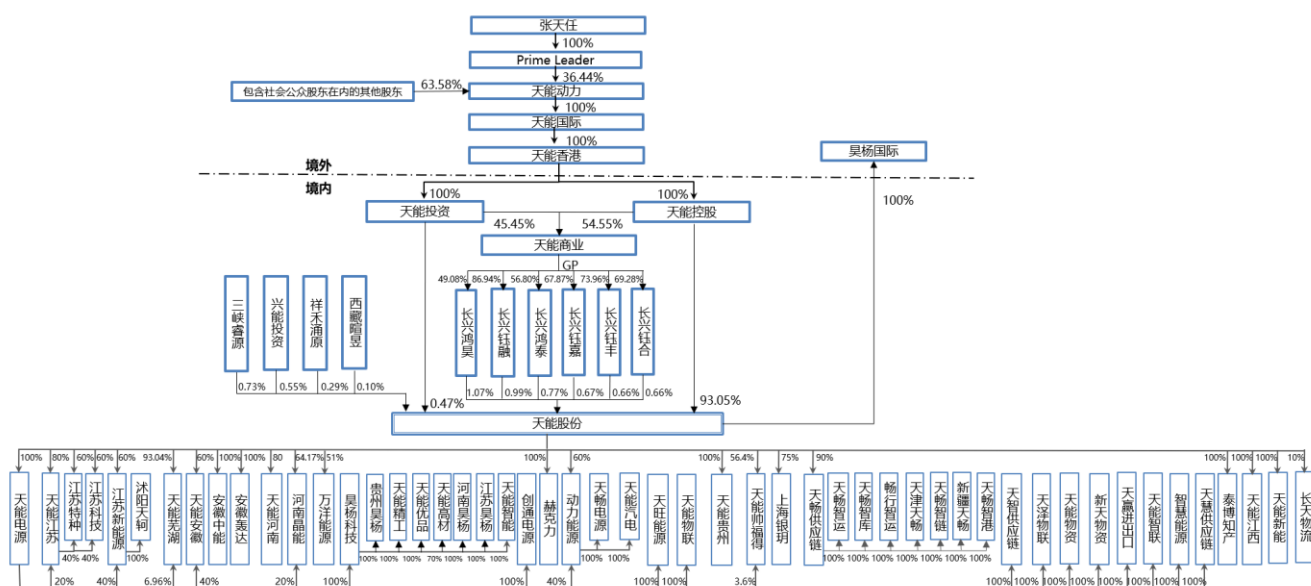 张天任
100%
Prime Leader
36.44%
包含社会公众股东在内的其他股东
63.58%
天能动力
100%
天能国际
100%
天能香港
昊杨国际
境外
境内
100%
100%
100%
天能投资
天能控股
45.45%
54.55%
天能商业
GP
49.08% 86.94% 56.80% 67.87% 73.96% 69.28%
三峡睿源
兴能投资
祥禾涌原
西藏暄昱
长兴鸿昊
长兴钰融
长兴鸿泰
长兴钰嘉
长兴钰丰
长兴钰合
0.73% 0.55% 0.29% 0.10%
1.07% 0.99% 0.77% 0.67% 0.66% 0.66%
0.47%
93.05%
天能股份
100% 80% 60% 60% 60% 93.04% 60% 100% 100% 80 64.17% 51% 100% 60% 100% 56.4% 75% 90% 100% 100% 100% 10%
天能电源
天能江苏
江苏特种
江苏科技
江苏新能源
沭阳天轲
天能芜湖
天能安徽
安徽中能
安徽轰达
天能河南
河南晶能
万洋能源
昊杨科技
贵州昊杨
天能精工
天能优品
天能高材
河南昊杨
江苏昊杨
天能智能
创通电源
赫克力
动力能源
天畅电源
天能汽电
天旺能源
天能物联
天能贵州
天能帅福得
上海银玥
天畅供应链
天畅智运
天畅智库
畅行智运
天津天畅
天畅智链
新疆天畅
天畅智港
天智供应链
天泽物联
天能物资
新天物资
天赢进出口
天能智联
智慧能源
天慧供应链
泰博知产
天能江西
天能新能
长天物流
40% 40% 100% 100% 100% 100% 70% 100% 100% 100% 100% 100% 100% 100% 100% 100% 100% 100% 100%
20% 40% 6.96% 40% 20% 100% 100% 40% 100% 100% 3.6% 100% 100% 100% 100% 100% 100% 100% 100%